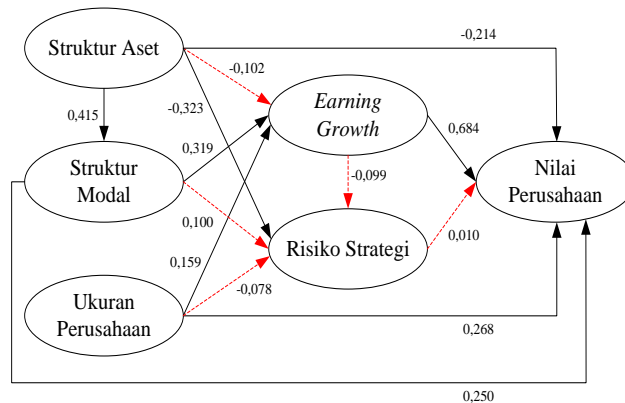 Struktur Aset
-0,214
-0,102
0,415
-0,323
Earning
Growth
0,684
0,319
Struktur
Modal
Nilai
Perusahaan
-0,099
0,100
Risiko Strategi
0,010
0,159
-0,078
Ukuran
Perusahaan
0,268
0,250